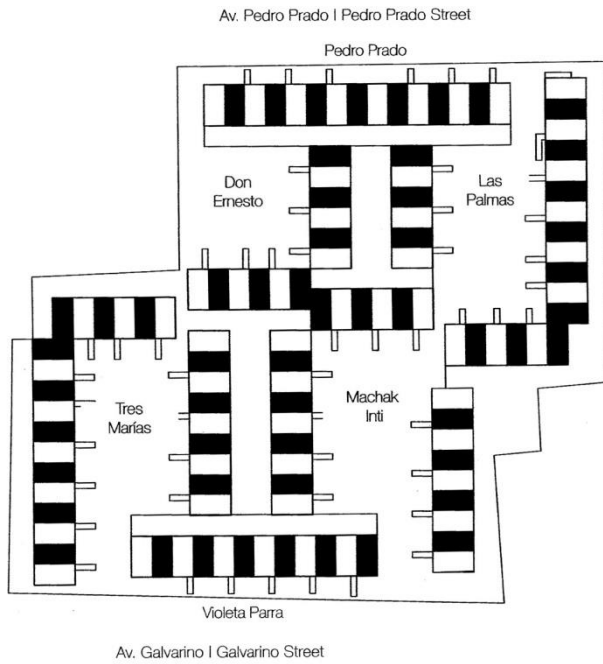 Av. Pedro Prado | Pedro Prado Street
Pedro Prado
Don
Ernesto
Las
Palmas
Tres
Marías
Machak
Inti
Violeta Parra
Av. Galvarino | Galvarino Street